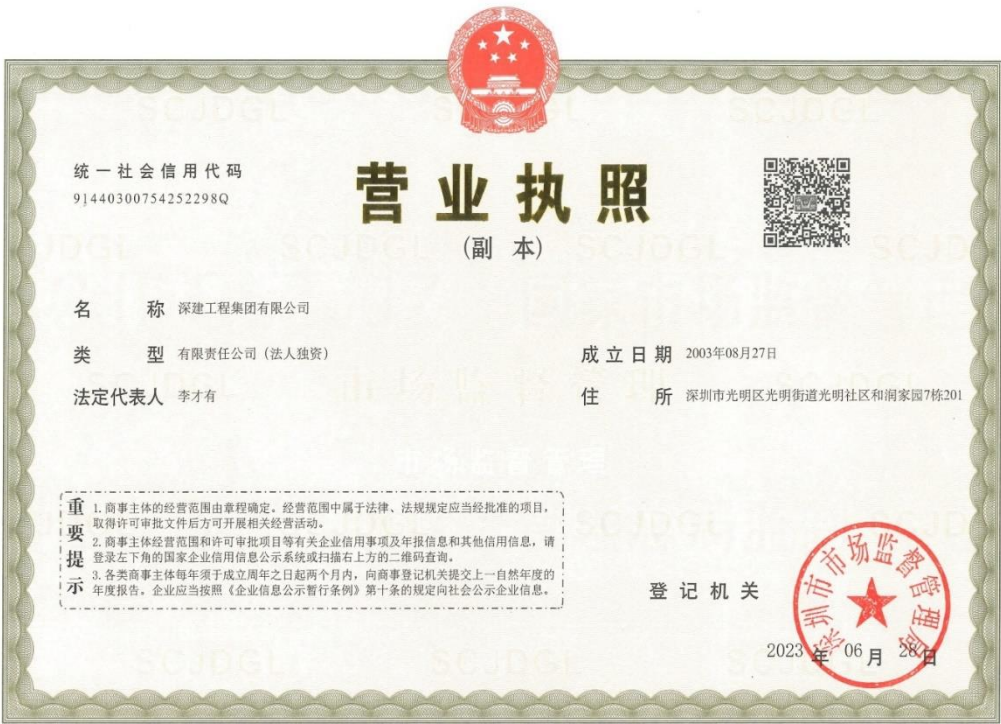 统一社会信用代码
91440300754252298Q
营业执照
(副 本)
名 称 深建工程集团有限公司
类 型 有限责任公司（法人独资）
成立日期 2003年08月27日
法定代表人 李才有
住 所 深圳市光明区光明街道光明社区和润家园7栋201
重要提示
1.商事主体的经营范围由章程确定。经营范围中属于法律、法规规定应当经批准的项目，
取得许可审批文件后方可开展相关经营活动。
2.商事主体经营范围和许可审批项目等有关企业信用事项及年报信息和其他信用信息，请
登录左下角的国家企业信用信息公示系统或扫描右上方的二维码查询。
3.各类商事主体每年须于成立周年之日起两个月内，向商事登记机关提交上一自然年度的
年度报告。企业应当按照《企业信息公示暂行条例》第十条的规定向社会公示企业信息。
登记机关
深圳市市场监督管理局
2023年06月28日
SCJDGL
SCJDGL
SCJDGL
市场监督管理